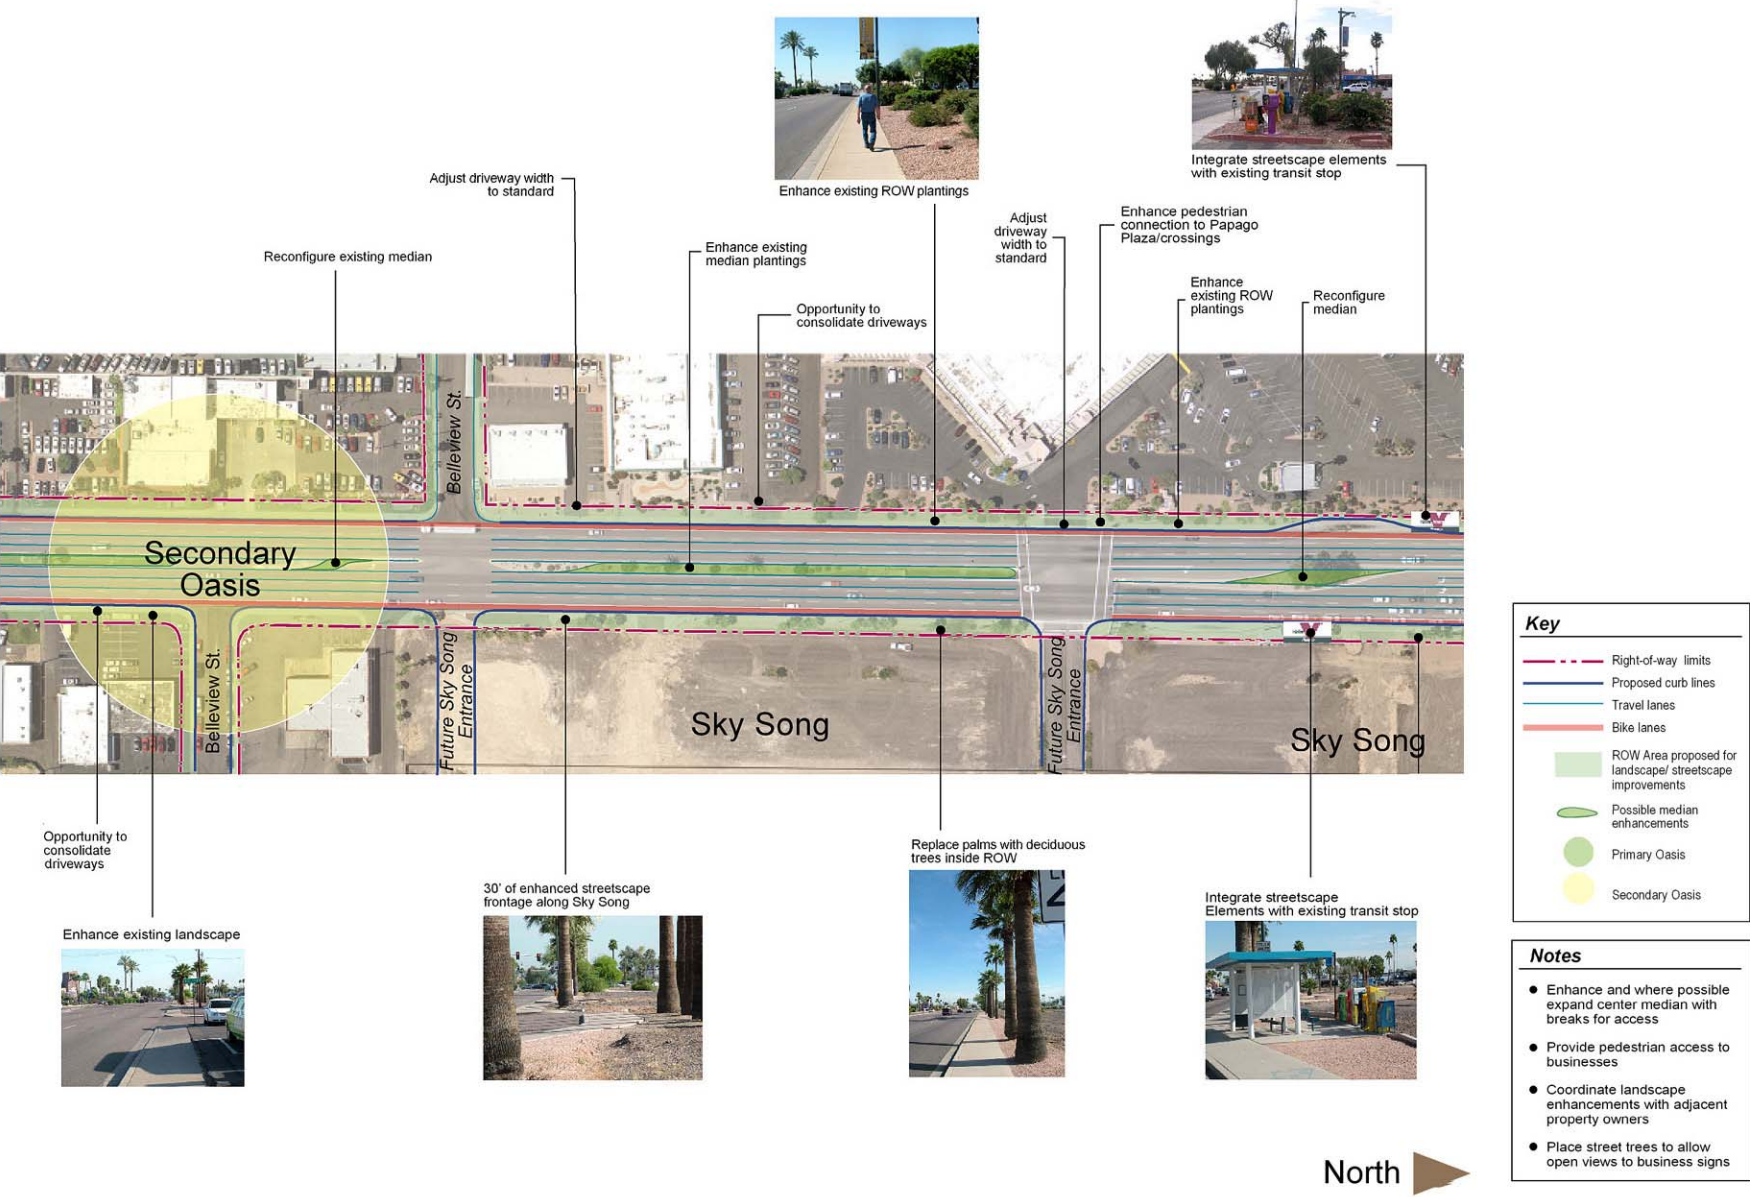 Integrate streetscape elements
with existing transit stop
Enhance existing ROW plantings
Adjust driveway width
to standard
Adjust
driveway
width to
standard
Enhance pedestrian
connection to Papago
Plaza/crossings
Reconfigure existing median
Enhance existing
median plantings
Opportunity to
consolidate driveways
Enhance
existing ROW
plantings
Reconfigure
median
Belleview St.
Secondary
Oasis
Belleview St.
Future Sky Song
Entrance
Sky Song
Future Sky Song
Entrance
Sky Song
Opportunity to
consolidate
driveways
Enhance existing landscape
30' of enhanced streetscape
frontage along Sky Song
Replace palms with deciduous
trees inside ROW
Integrate streetscape
Elements with existing transit stop
Key
Right-of-way limits
Proposed curb lines
Travel lanes
Bike lanes
ROW Area proposed for
landscape/ streetscape
improvements
Possible median
enhancements
Primary Oasis
Secondary Oasis
Notes
● Enhance and where possible
expand center median with
breaks for access
● Provide pedestrian access to
businesses
● Coordinate landscape
enhancements with adjacent
property owners
● Place street trees to allow
open views to business signs
North